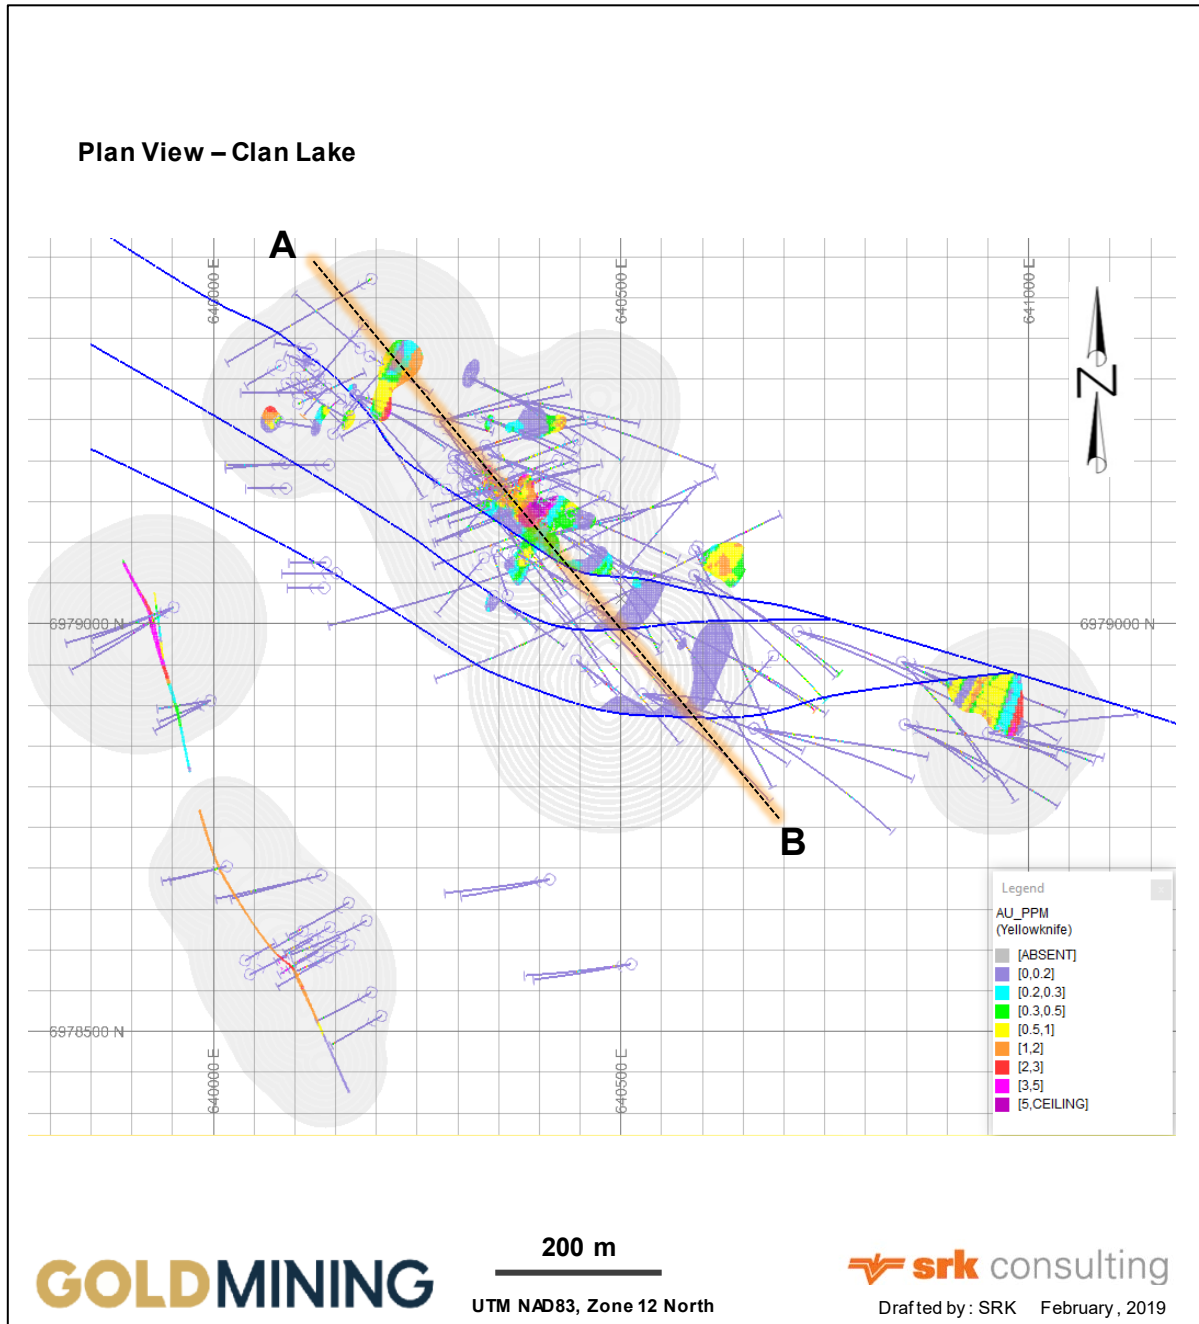 Plan View – Clan Lake
A
640000 E
640500 E
641000 E
N
6979000 N
6979000 N
B
Legend
AU_PPM
(Yellowknife)
[ABSENT]
[0,0.2]
[0.2,0.3]
[0.3,0.5]
[0.5,1]
[1,2]
[2,3]
[3,5]
[5,CEILING]
6978500 N
640000 E
640500 E
GOLDMINING
200 m
UTM NAD83, Zone 12 North
srk consulting
Drafted by: SRK February, 2019